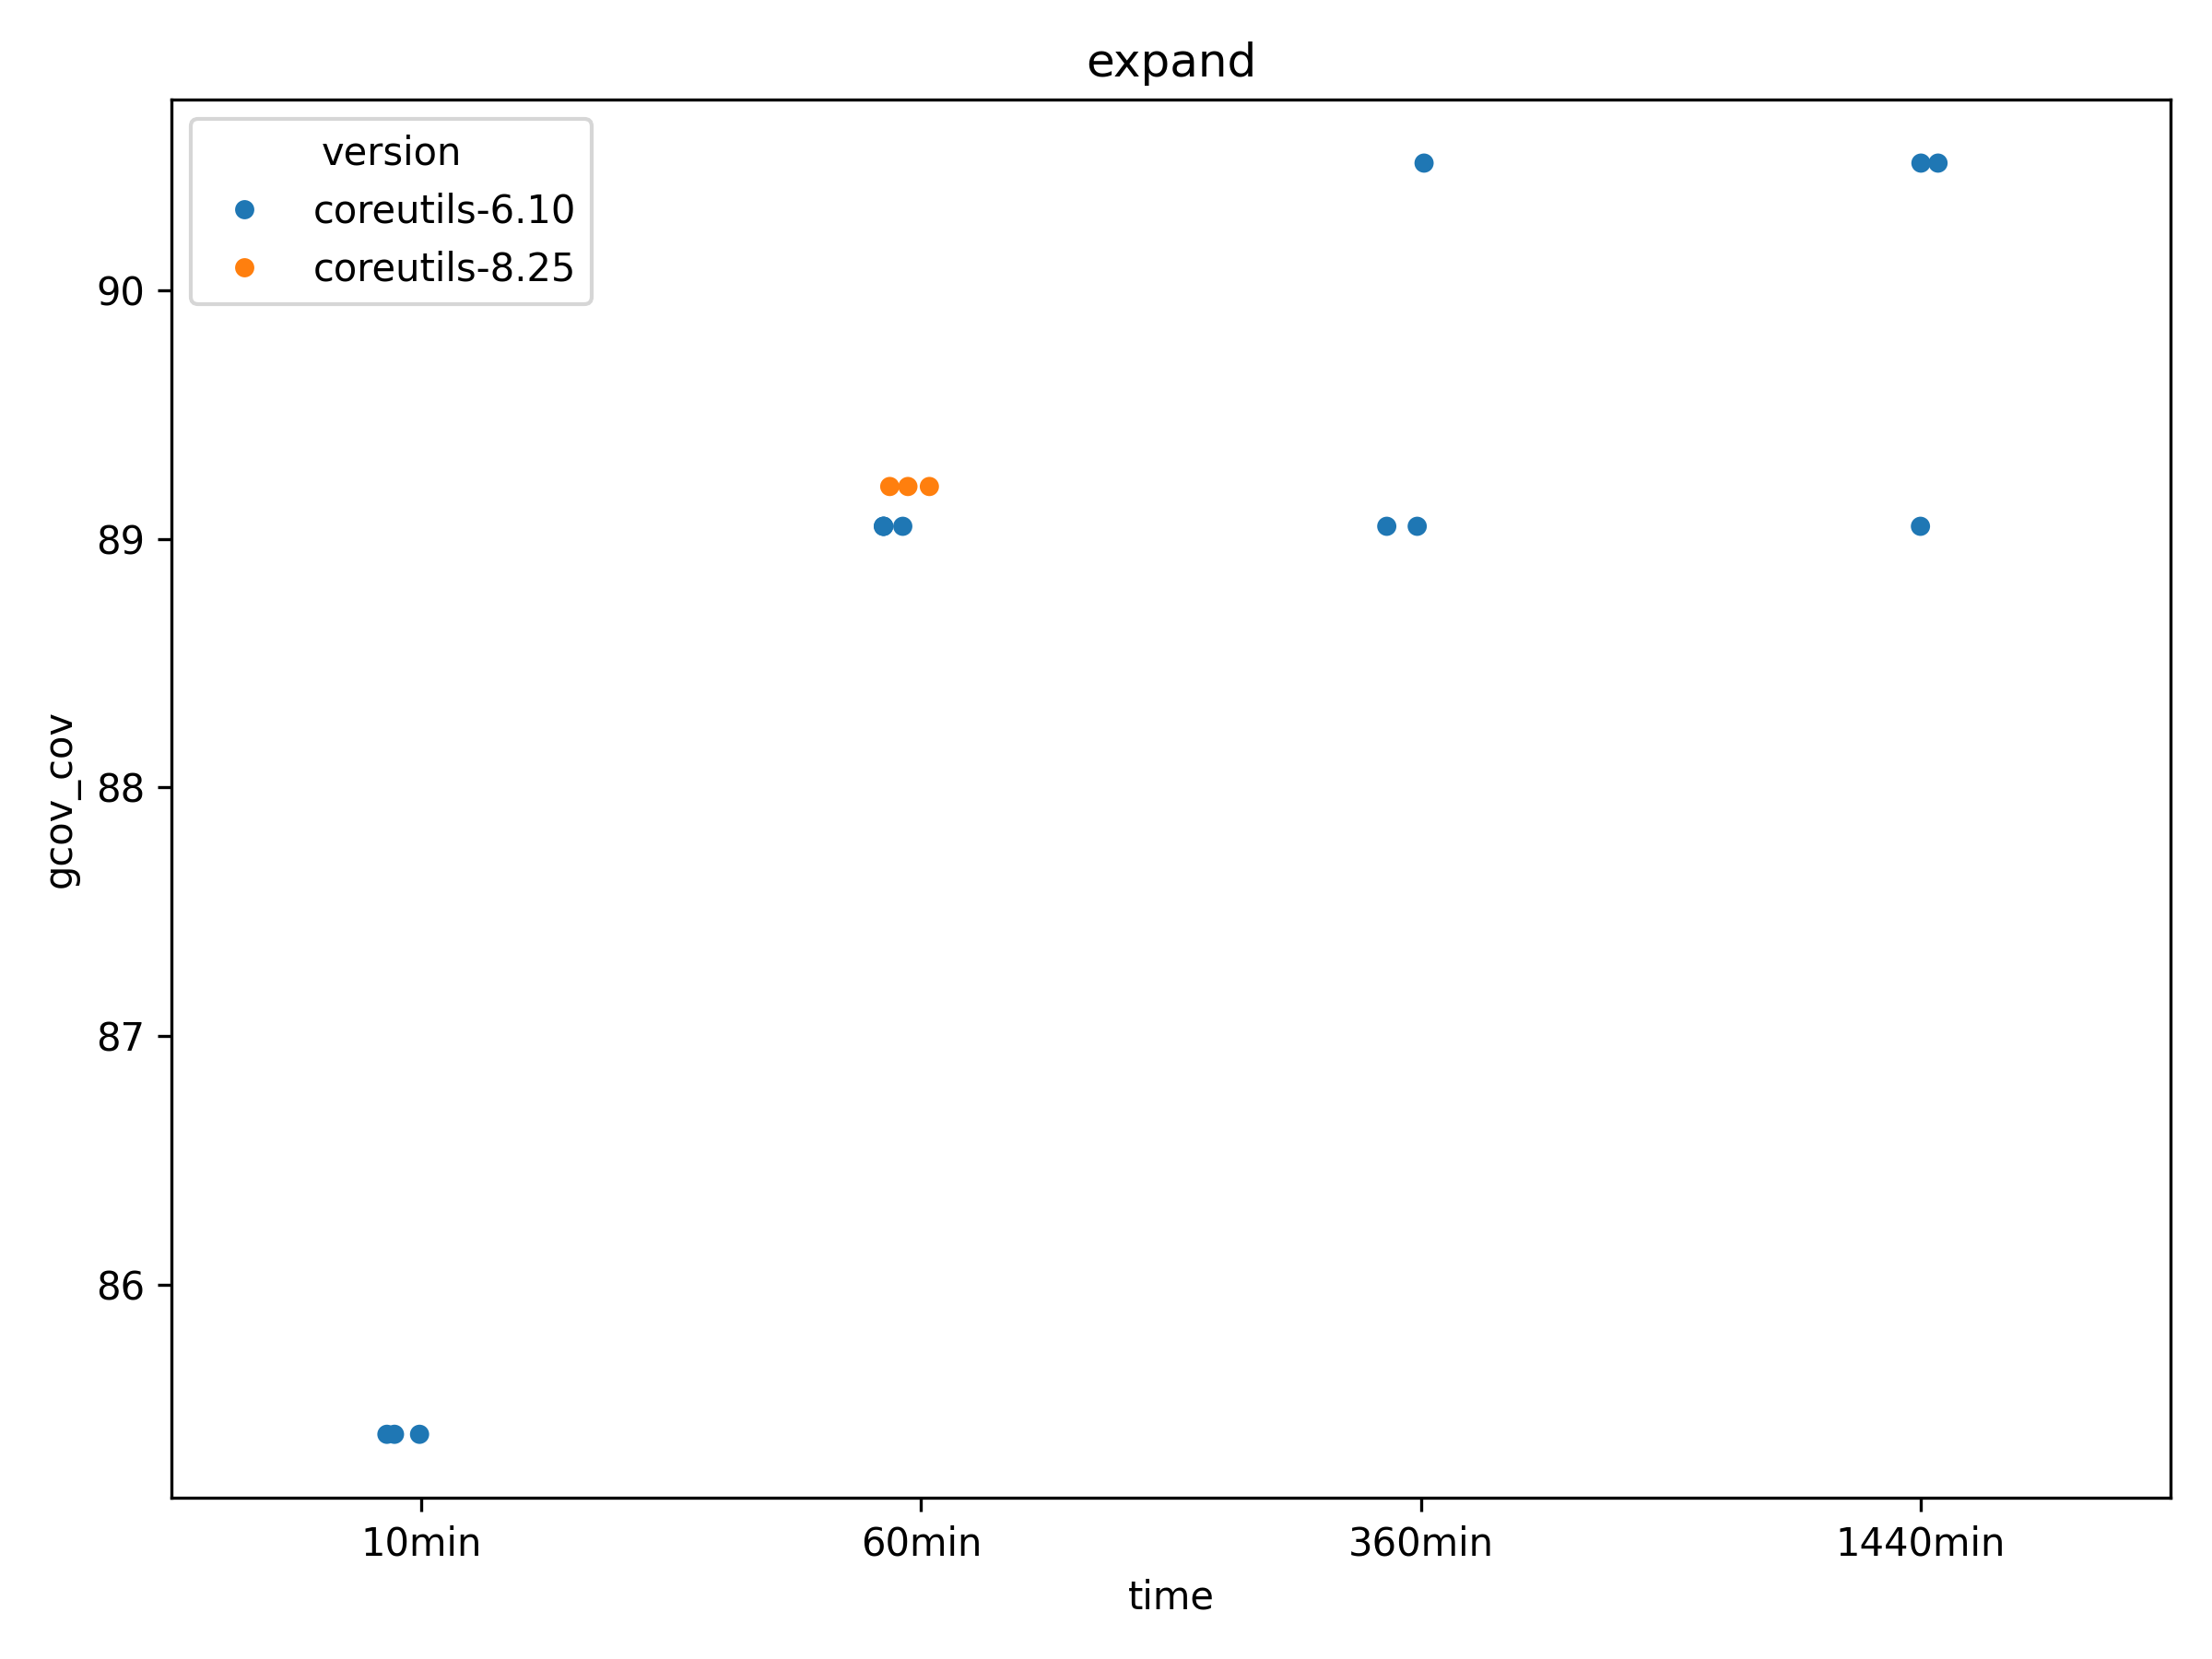 expand
version
coreutils-6.10
coreutils-8.25
gcov_cov
90
89
88
87
86
10min 60min 360min 1440min
time